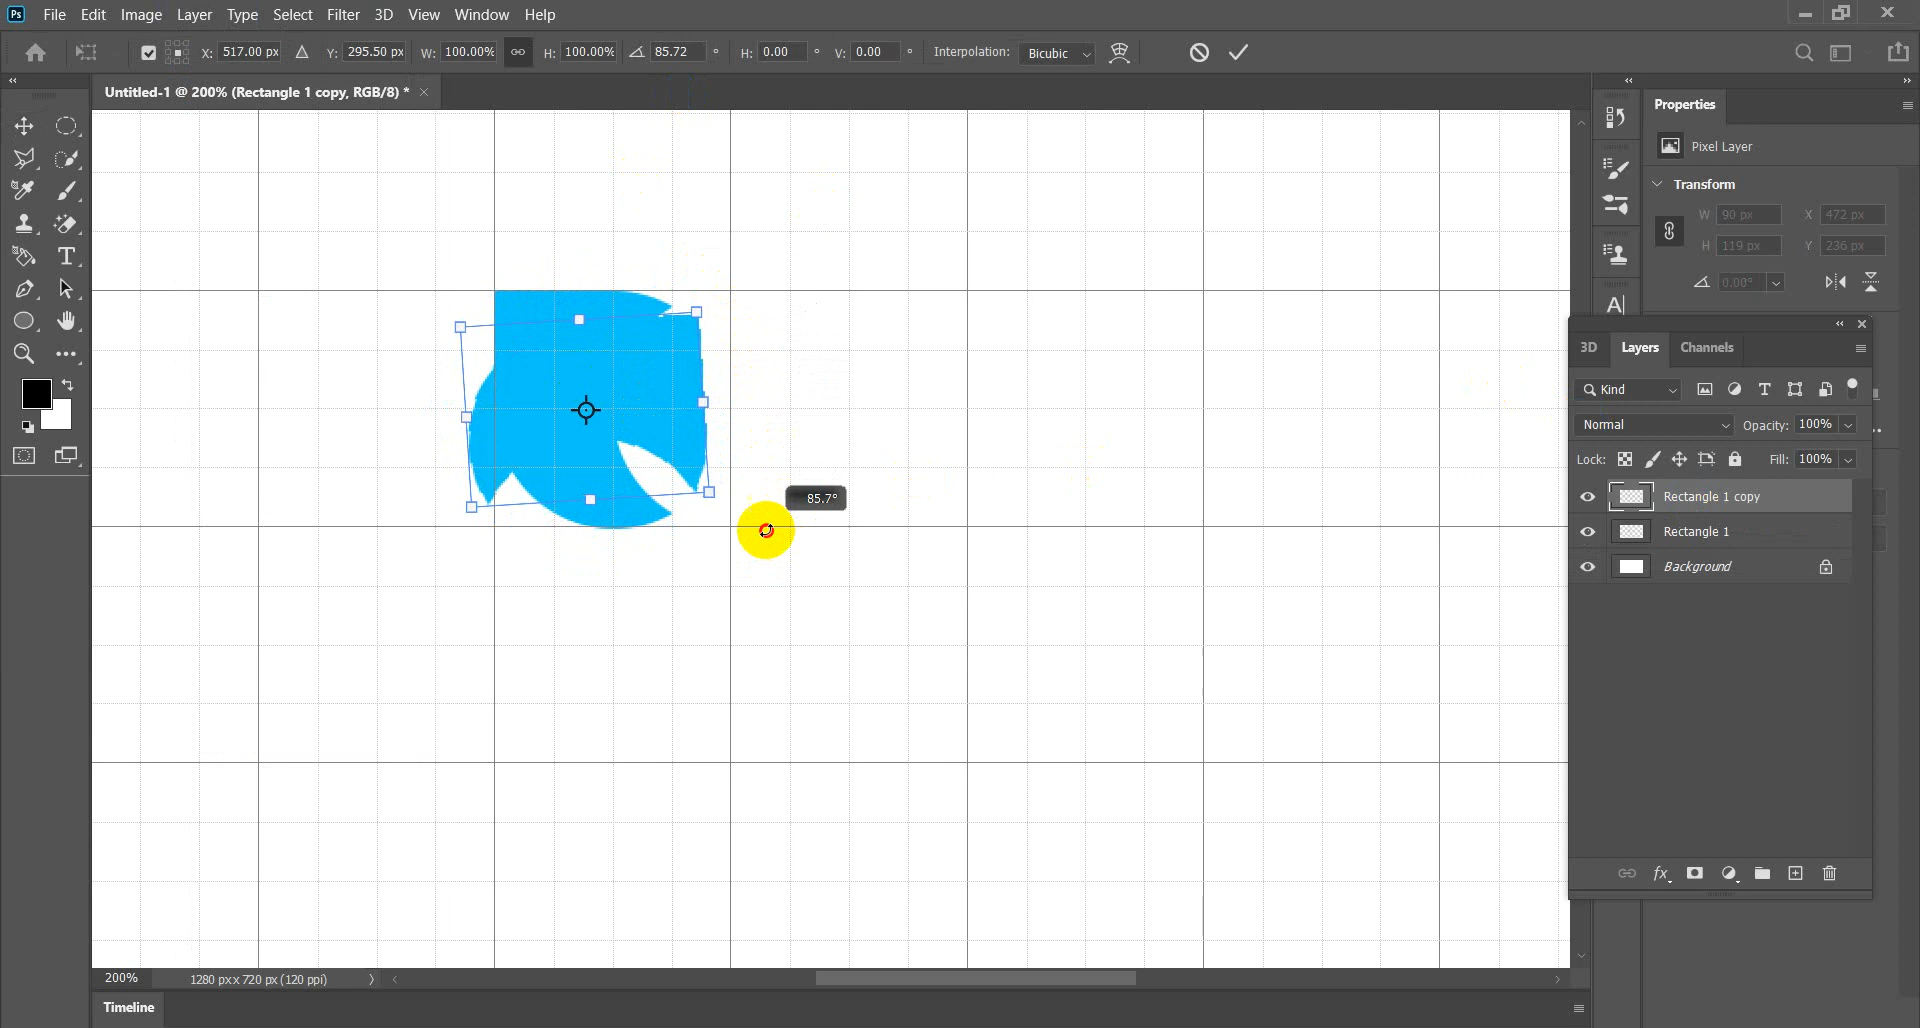 Ps File Edit Image Layer Type Select Filter 3D View Window Help
X: 517.00 px Y: 295.50 px W: 100.00% H: 100.00% 85.72 ° H: 0.00 ° V: 0.00 ° Interpolation: Bicubic
Untitled-1 @ 200% (Rectangle 1 copy, RGB/8) *
Properties
Pixel Layer
Transform
W 90 px X 472 px
H 119 px Y 236 px
0.00°
3D Layers Channels
Kind
Normal Opacity: 100%
Lock: Fill: 100%
Rectangle 1 copy
Rectangle 1
Background
85.7°
200% 1280 px x 720 px (120 ppi)
Timeline